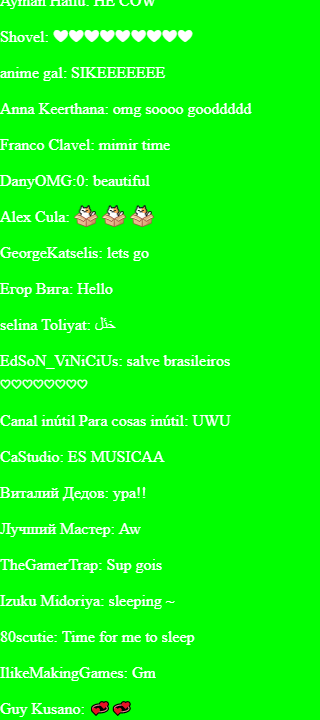 Ayman Hafiu: HE COW
Shovel: 🤍🤍🤍🤍🤍🤍🤍🤍🤍
anime gal: SIKEEEEEEE
Anna Keerthana: omg soooo gooddddd
Franco Clavel: mimir time
DanyOMG:0: beautiful
Alex Cula:
GeorgeKatselis: lets go
Егор Вига: Hello
selina Toliyat:
EdSoN_ViNiCiUs: salve brasileiros
♡♡♡♡♡♡♡♡
Canal inútil Para cosas inútil: UWU
CaStudio: ES MUSICAA
Виталий Дедов: ура!!
Лучший Мастер: Aw
TheGamerTrap: Sup gois
Izuku Midoriya: sleeping ~
80scutie: Time for me to sleep
IlikeMakingGames: Gm
Guy Kusano: 💞💞